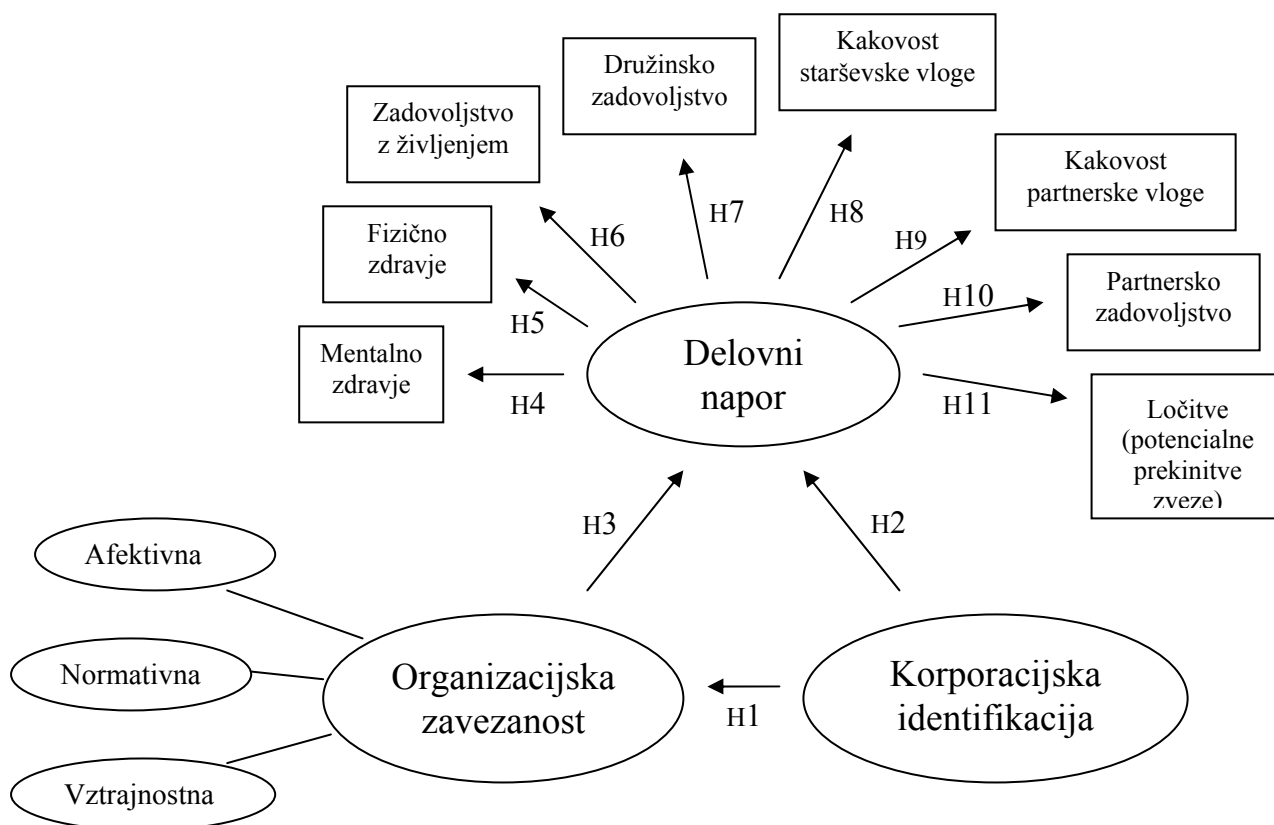 Kakovost
starševske vloge
Družinsko
zadovoljstvo
Zadovoljstvo
z življenjem
Kakovost
partnerske vloge
Fizično
zdravje
Partnersko
zadovoljstvo
Mentalno
zdravje
Ločitve
(potencialne
prekinitve
zveze)
H7
H8
H6
H9
H10
H5
H4
H11
Delovni
napor
H3
H2
Afektivna
Normativna
Vztrajnostna
Organizacijska
zavezanost
H1
Korporacijska
identifikacija